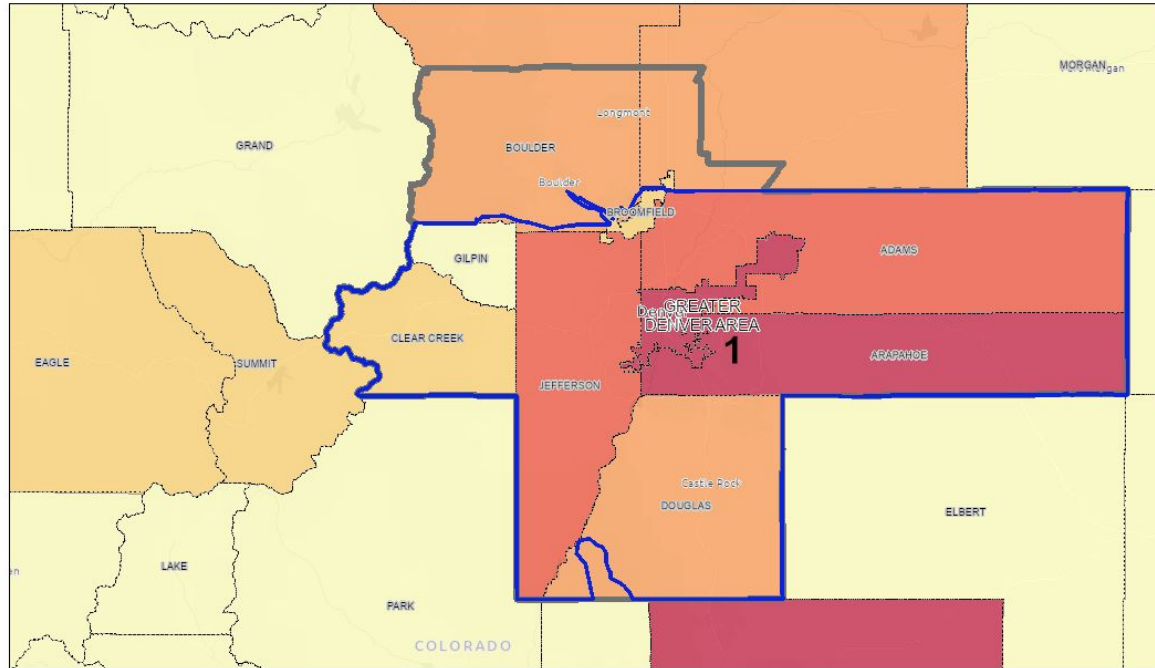 MORGAN
Longmont
GRAND
BOULDER
Boulder
BROOMFIELD
GILPIN
ADAMS
GREATER
DENVER AREA
1
CLEAR CREEK
EAGLE
SUMMIT
ARAPAHOE
JEFFERSON
Castle Rock
DOUGLAS
ELBERT
LAKE
PARK
COLORADO